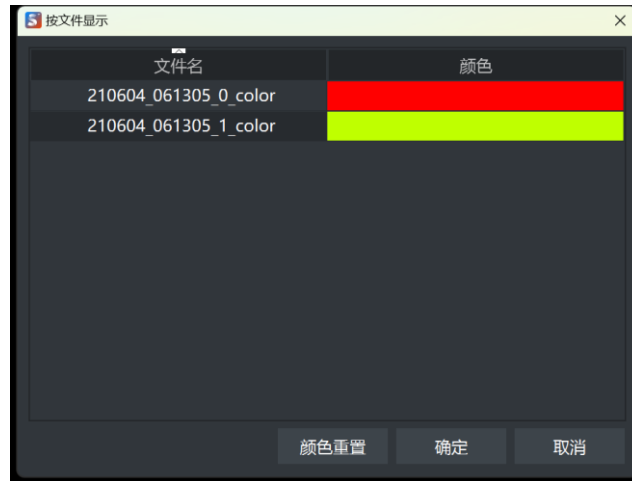 按文件显示
文件名 颜色
210604_061305_0_color
210604_061305_1_color
颜色重置 确定 取消